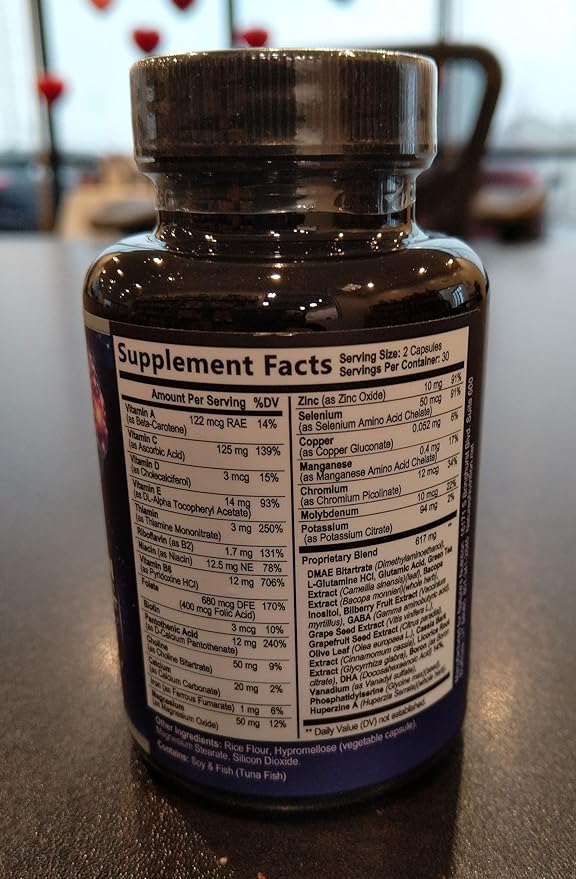 Supplement Facts
Serving Size: 2 Capsules
Servings Per Container: 30
Amount Per Serving %DV
Vitamin A
(as Beta-Carotene) 122 mcg RAE 14%
Vitamin C
(as Ascorbic Acid) 125 mg 139%
Vitamin D
(as Cholecalciferol) 3 mcg 15%
Vitamin E
(as DL-Alpha Tocopheryl Acetate) 14 mg 93%
Thiamin
(as Thiamine Mononitrate) 3 mg 250%
Riboflavin (as B2) 1.7 mg 131%
Niacin (as Niacin) 12.5 mg NE 78%
Vitamin B6
(as Pyridoxine HCl) 12 mg 706%
Folate 680 mcg DFE 170%
(400 mcg Folic Acid)
Biotin 3 mcg 10%
Pantothenic Acid
(as D-Calcium Pantothenate) 12 mg 240%
Choline
(as Choline Bitartrate) 50 mg 9%
Calcium
(as Calcium Carbonate) 20 mg 2%
Iron (as Ferrous Fumarate) 1 mg 6%
Magnesium
(as Magnesium Oxide) 50 mg 12%
Zinc (as Zinc Oxide) 10 mg 91%
Selenium 50 mcg 91%
(as Selenium Amino Acid Chelate)
Copper 0.052 mg 6%
(as Copper Gluconate)
Manganese 0.4 mg 17%
(as Manganese Amino Acid Chelate)
Chromium 12 mcg 34%
(as Chromium Picolinate)
Molybdenum 10 mcg 22%
Potassium 94 mg 2%
(as Potassium Citrate)
Proprietary Blend 617 mg **
DMAE Bitartrate (Dimethylaminoethanol),
L-Glutamine HCl, Glutamic Acid, Green Tea
Extract (Camellia sinensis)(leaf), Bacopa
Extract (Bacopa monnieri)(whole herb),
Inositol, Bilberry Fruit Extract (Vaccinium
myrtillus), GABA (Gamma aminobutyric acid),
Grape Seed Extract (Vitis vinifera L.),
Grapefruit Seed Extract (Citrus paradisi),
Olive Leaf (Olea europaea L.), Cassia Bark
Extract (Cinnamomum cassia), Licorice Root
Extract (Glycyrrhiza glabra), Boron (as Boron
citrate), DHA (Docosahexaenoic acid) 14%,
Vanadium (as Vanadyl sulfate),
Phosphatidylserine (Glycine max)(seed),
Huperzine A (Huperzia Serrata)(whole herb)
** Daily Value (DV) not established.
Other Ingredients: Rice Flour, Hypromellose (vegetable capsule),
Magnesium Stearate, Silicon Dioxide.
Contains: Soy & Fish (Tuna Fish)